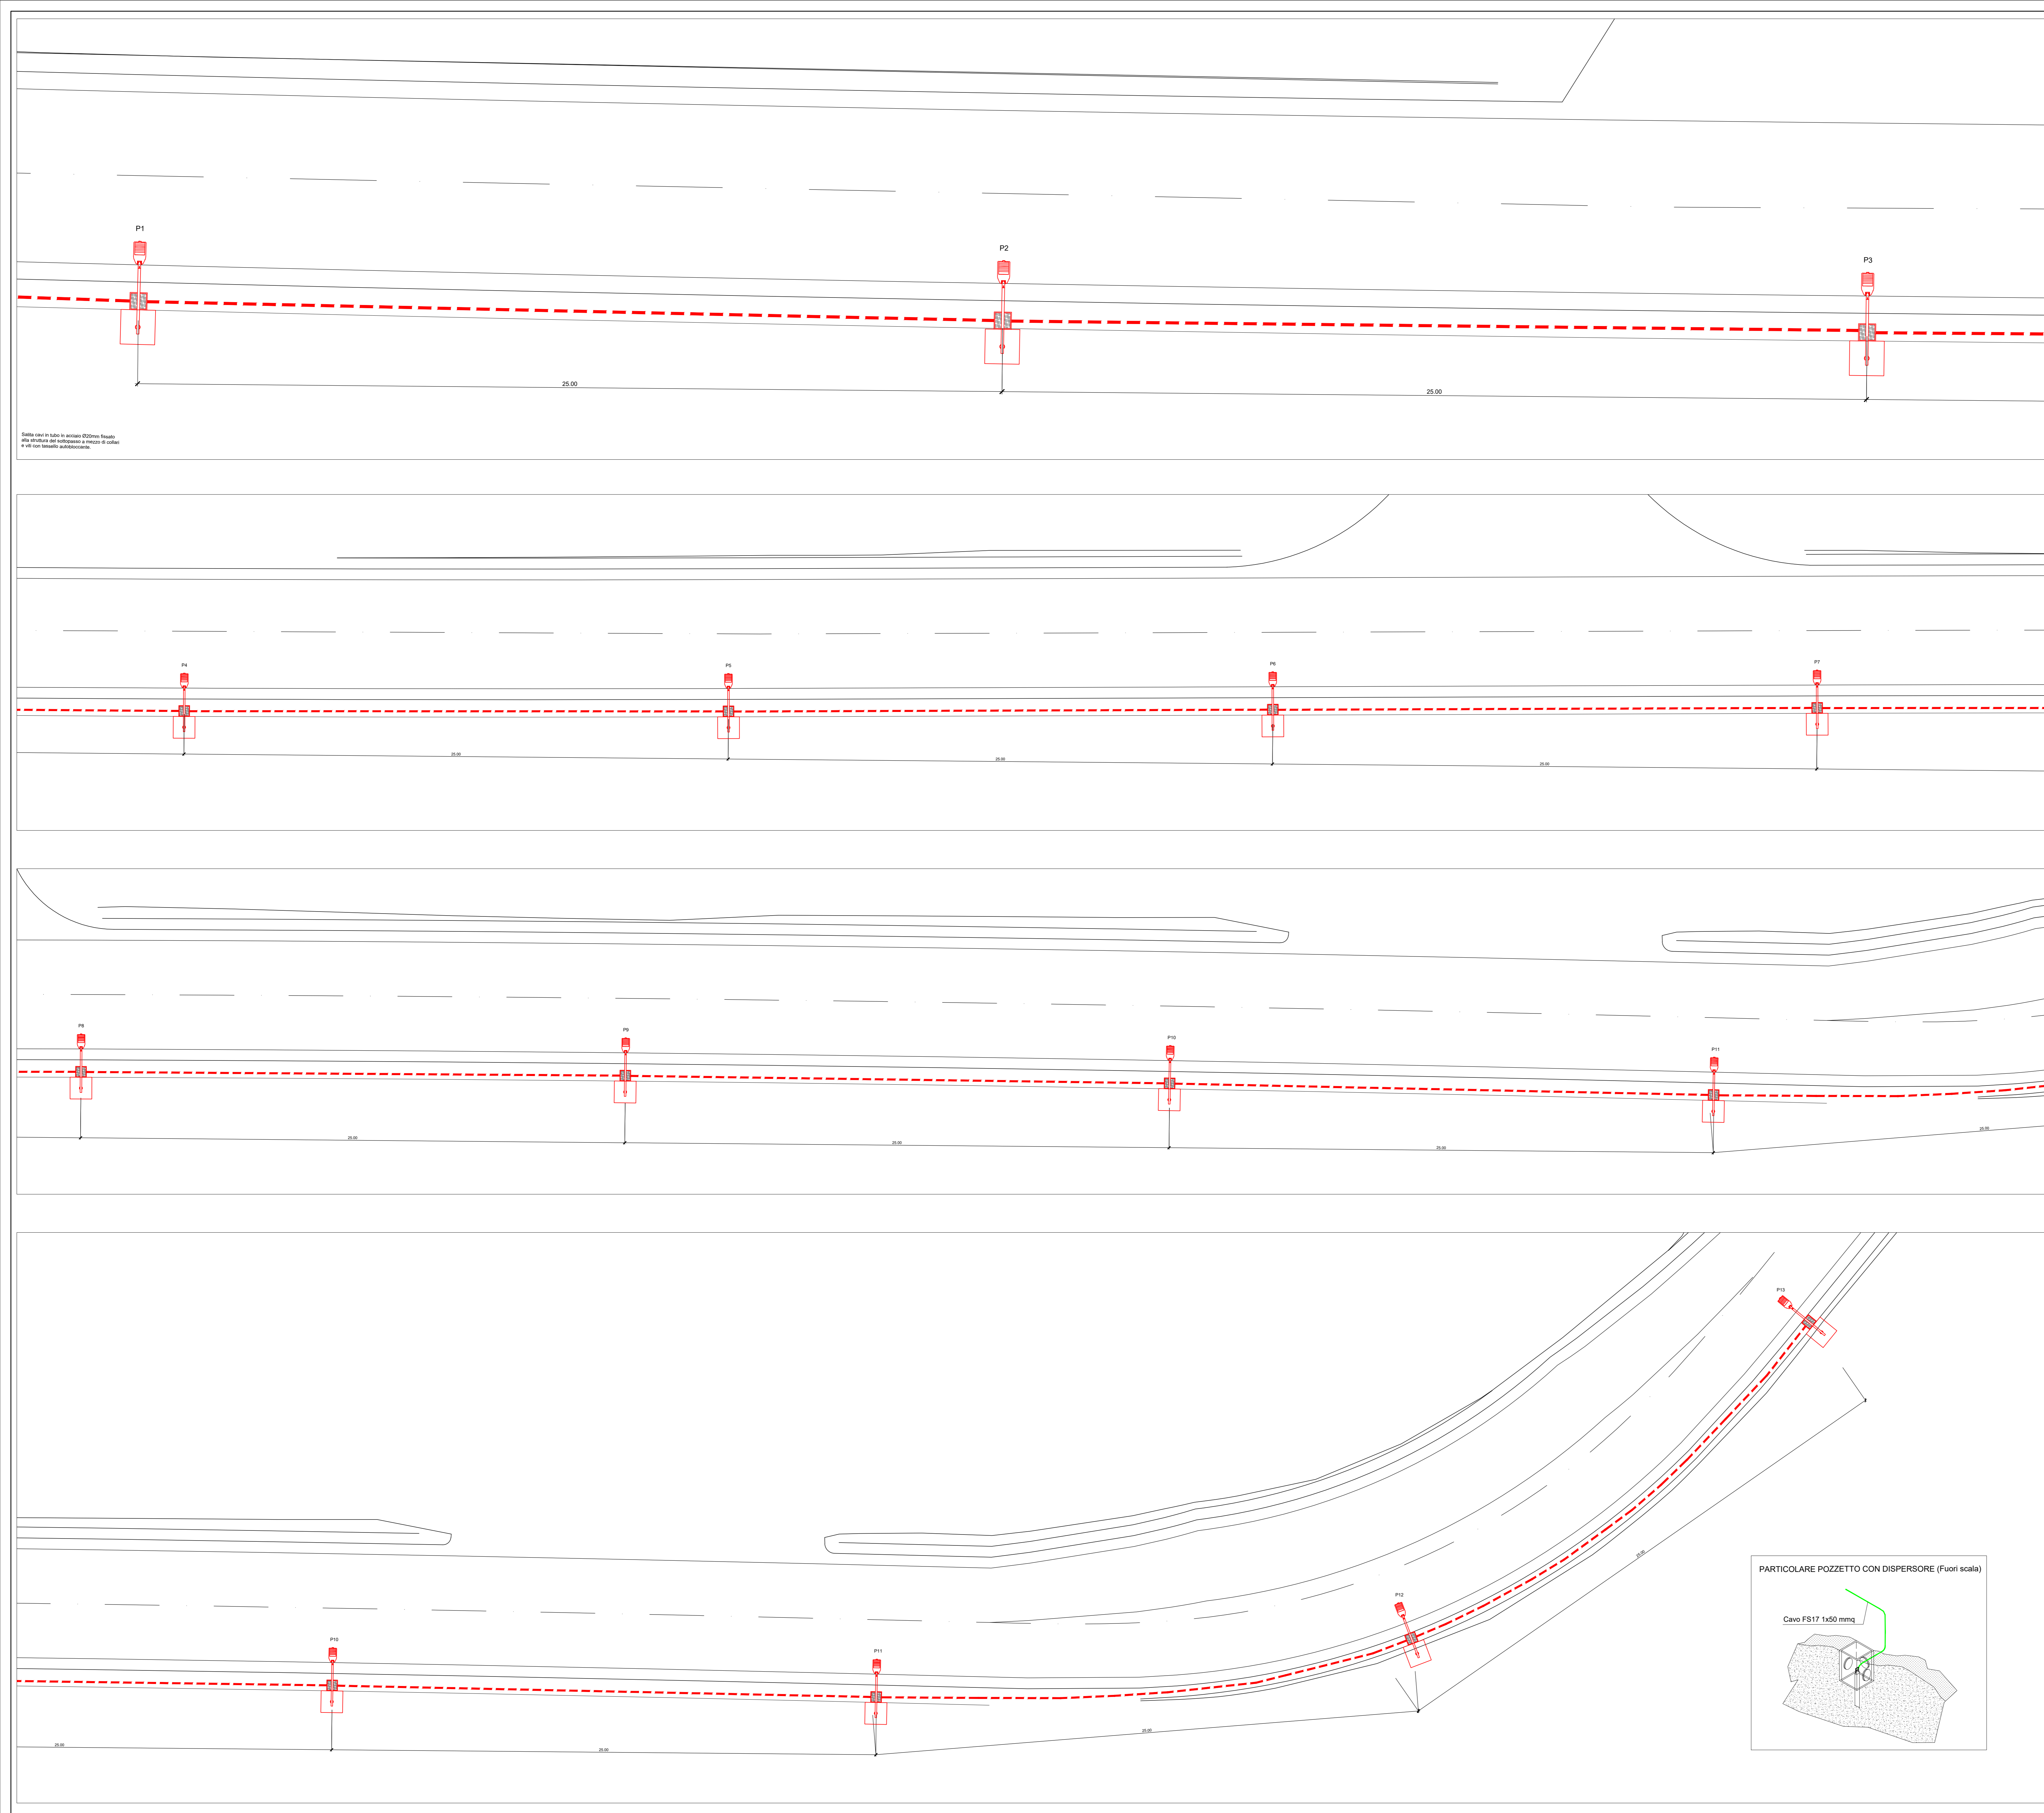 P1
P2
P3
25.00
25.00
Salita cavi in tubo in acciaio Ø20mm fissato
alla struttura del sottopasso a mezzo di collari
e viti con tassello autobloccante.
P4
P5
P6
P7
25.00
25.00
25.00
P8
P9
P10
P11
25.00
25.00
25.00
25.00
P13
25.00
PARTICOLARE POZZETTO CON DISPERSORE (Fuori scala)
Cavo FS17 1x50 mmq
P12
P10
P11
25.00
25.00
25.00